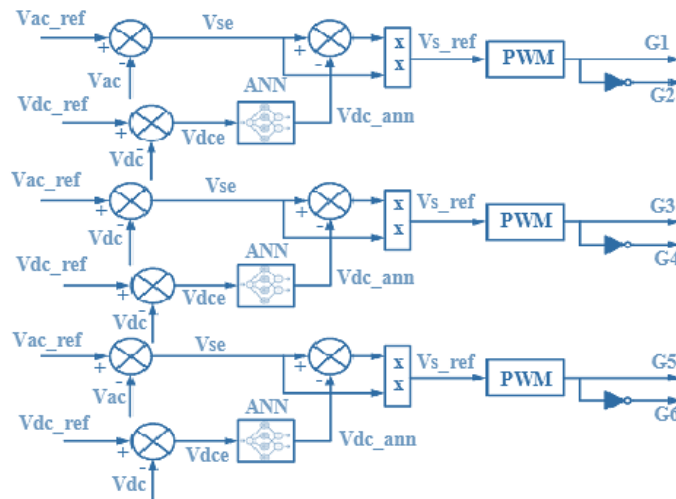 Vac_ref
Vse
+
-
+
-
x
x
Vs_ref
PWM
G1
Vac
ANN
G2
Vdc_ref
+
Vdce
Vdc_ann
Vdc
-
Vac_ref
Vse
+
-
+
-
x
x
Vs_ref
PWM
G3
Vdc
ANN
G4
Vdc_ref
+
Vdce
Vdc_ann
Vdc
-
Vac_ref
Vse
+
-
+
-
x
x
Vs_ref
PWM
G5
Vac
ANN
G6
Vdc_ref
+
Vdce
Vdc_ann
Vdc
-